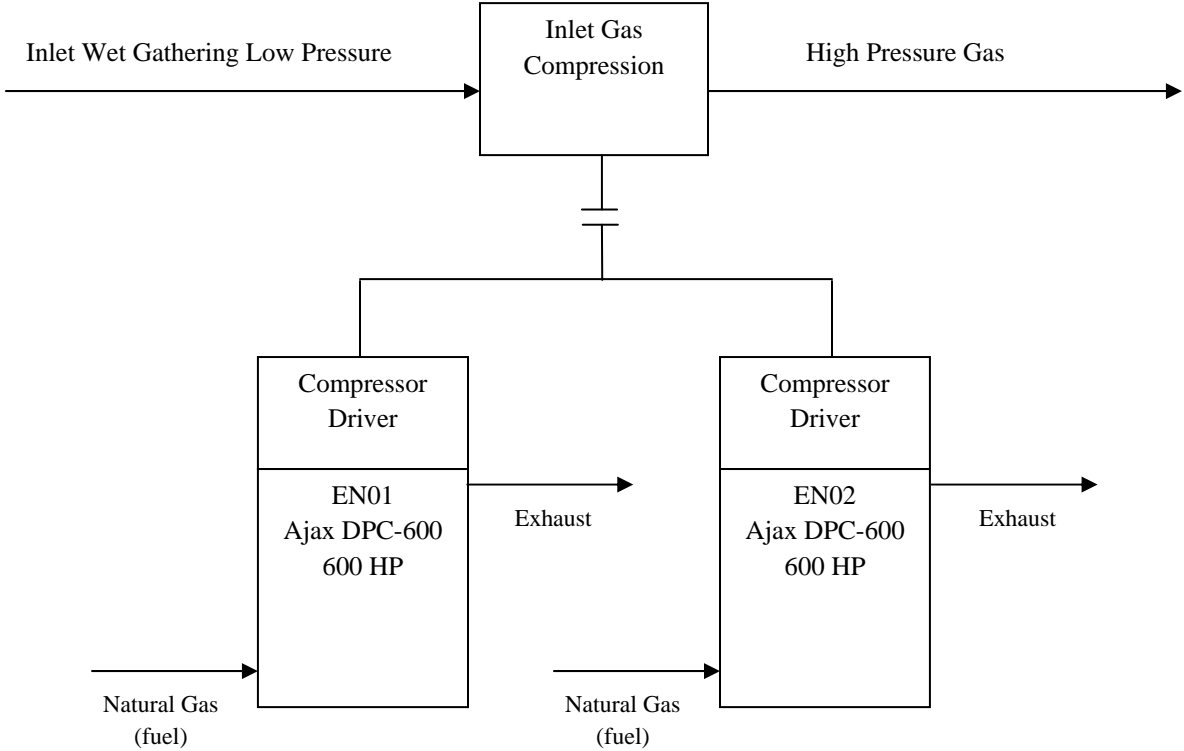 Inlet Wet Gathering Low Pressure
Inlet Gas
Compression
High Pressure Gas
Compressor
Driver
EN01
Ajax DPC-600
600 HP
Exhaust
Natural Gas
(fuel)
Compressor
Driver
EN02
Ajax DPC-600
600 HP
Exhaust
Natural Gas
(fuel)